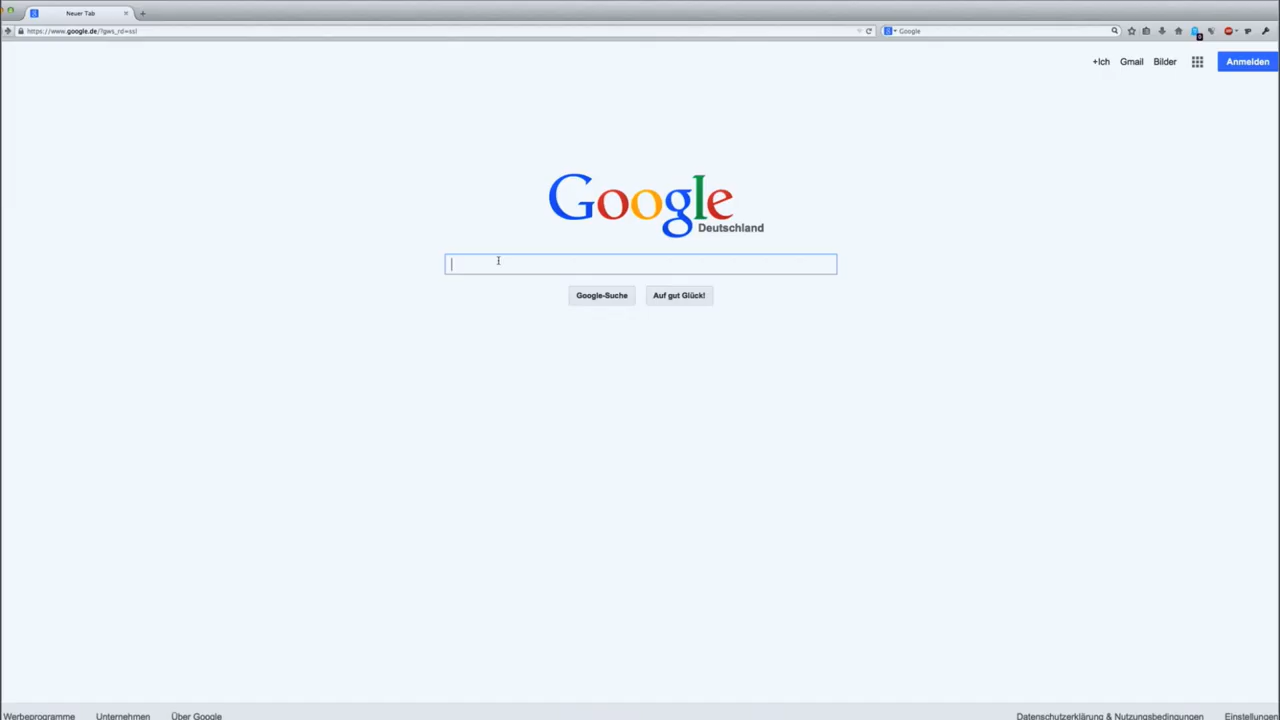 Neuer Tab
https://www.google.de/?gws_rd=ssl
Google
+Ich Gmail Bilder Anmelden
Google
Deutschland
Google-Suche Auf gut Glück!
Werbeprogramme Unternehmen Über Google Datenschutzerklärung & Nutzungsbedingungen Einstellungen